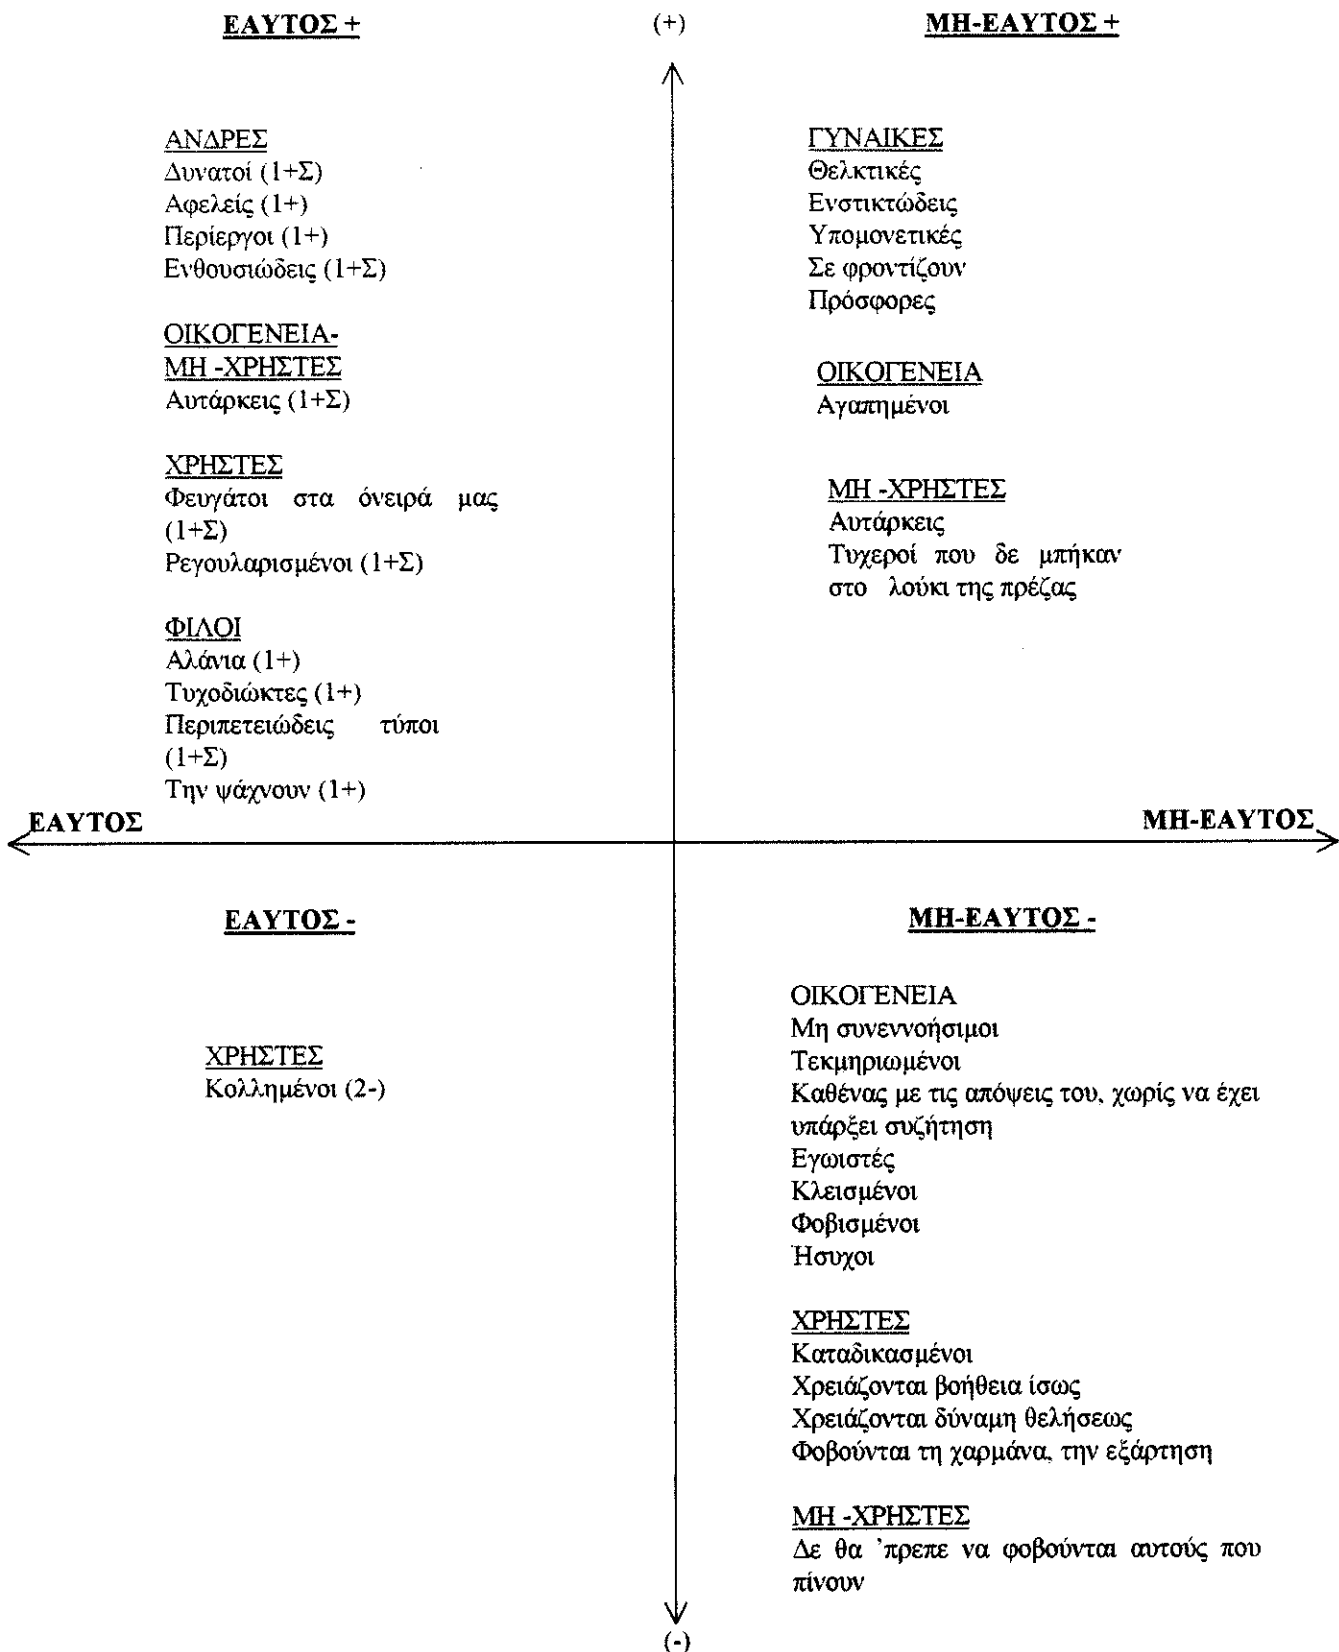 ΕΑΥΤΟΣ +
(+)
ΜΗ-ΕΑΥΤΟΣ +
ΑΝΔΡΕΣ
Δυνατοί (1+Σ)
Αφελείς (1+)
Περίεργοι (1+)
Ενθουσιώδεις (1+Σ)
ΟΙΚΟΓΕΝΕΙΑ-
ΜΗ -ΧΡΗΣΤΕΣ
Αυτάρκεις (1+Σ)
ΧΡΗΣΤΕΣ
Φευγάτοι στα όνειρά μας
(1+Σ)
Ρεγουλαρισμένοι (1+Σ)
ΦΙΛΟΙ
Αλάνια (1+)
Τυχοδιώκτες (1+)
Περιπετειώδεις τύποι
(1+Σ)
Την ψάχνουν (1+)
ΓΥΝΑΙΚΕΣ
Θελκτικές
Ενστικτώδεις
Υπομονετικές
Σε φροντίζουν
Πρόσφορες
ΟΙΚΟΓΕΝΕΙΑ
Αγαπημένοι
ΜΗ -ΧΡΗΣΤΕΣ
Αυτάρκεις
Τυχεροί που δε μπήκαν
στο λούκι της πρέζας
ΕΑΥΤΟΣ
ΜΗ-ΕΑΥΤΟΣ
ΕΑΥΤΟΣ -
ΧΡΗΣΤΕΣ
Κολλημένοι (2-)
ΜΗ-ΕΑΥΤΟΣ -
ΟΙΚΟΓΕΝΕΙΑ
Μη συνεννοήσιμοι
Τεκμηριωμένοι
Καθένας με τις απόψεις του, χωρίς να έχει
υπάρξει συζήτηση
Εγωιστές
Κλεισμένοι
Φοβισμένοι
Ήσυχοι
ΧΡΗΣΤΕΣ
Καταδικασμένοι
Χρειάζονται βοήθεια ίσως
Χρειάζονται δύναμη θελήσεως
Φοβούνται τη χαρμάνα, την εξάρτηση
ΜΗ -ΧΡΗΣΤΕΣ
Δε θα 'πρεπε να φοβούνται αυτούς που
πίνουν
(-)